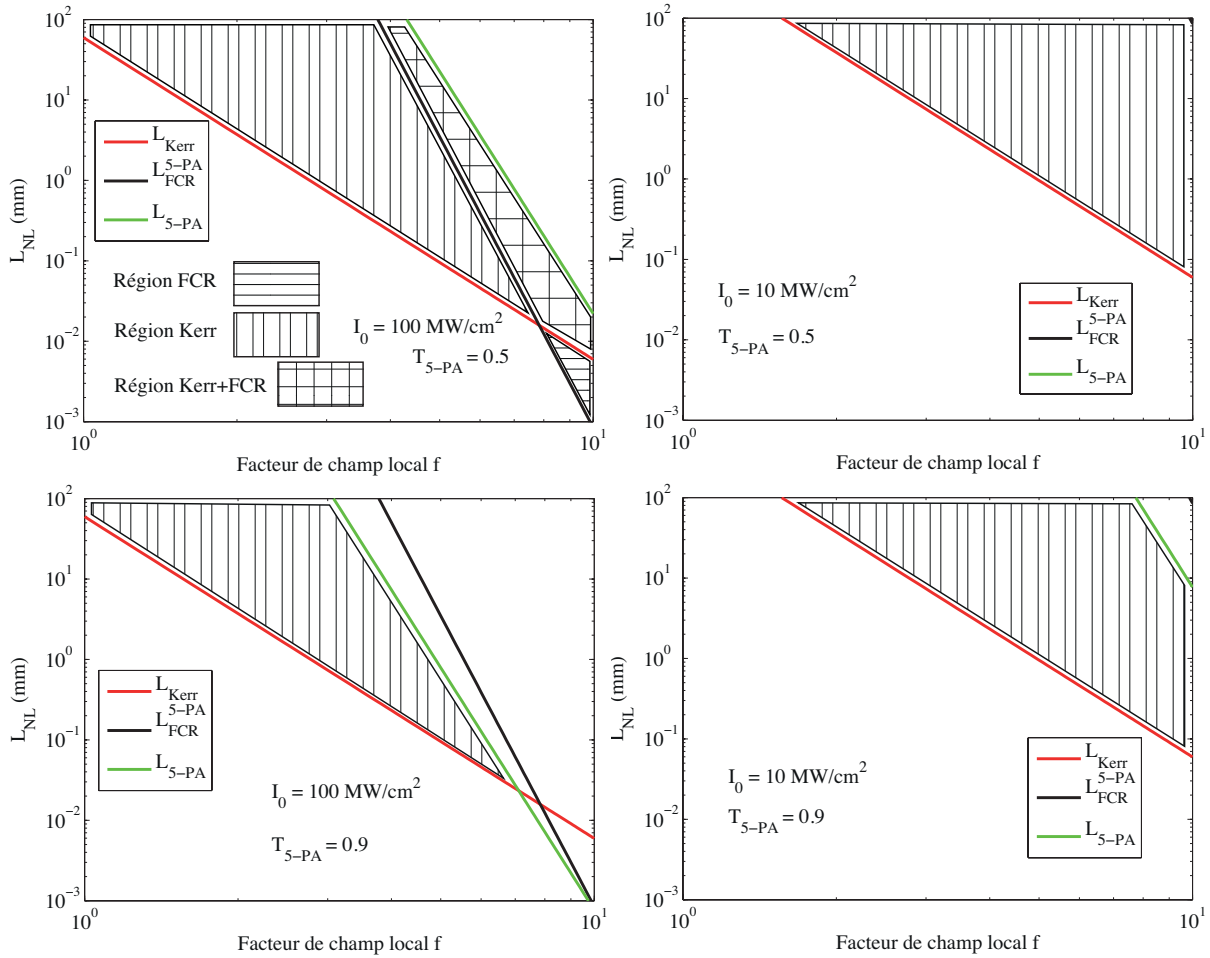 10^2
10^1
10^0
10^-1
10^-2
10^-3
L_NL (mm)
L_Kerr
L_FCR^5-PA
L_5-PA
Région FCR
Région Kerr
Région Kerr+FCR
I_0 = 100 MW/cm^2
T_5-PA = 0.5
10^0
10^1
Facteur de champ local f
10^2
10^1
10^0
10^-1
10^-2
10^-3
L_NL (mm)
I_0 = 10 MW/cm^2
T_5-PA = 0.5
L_Kerr
L_FCR^5-PA
L_5-PA
10^0
10^1
Facteur de champ local f
10^2
10^1
10^0
10^-1
10^-2
10^-3
L_NL (mm)
L_Kerr
L_FCR^5-PA
L_5-PA
I_0 = 100 MW/cm^2
T_5-PA = 0.9
10^0
10^1
Facteur de champ local f
10^2
10^1
10^0
10^-1
10^-2
10^-3
L_NL (mm)
I_0 = 10 MW/cm^2
T_5-PA = 0.9
L_Kerr
L_FCR^5-PA
L_5-PA
10^0
10^1
Facteur de champ local f